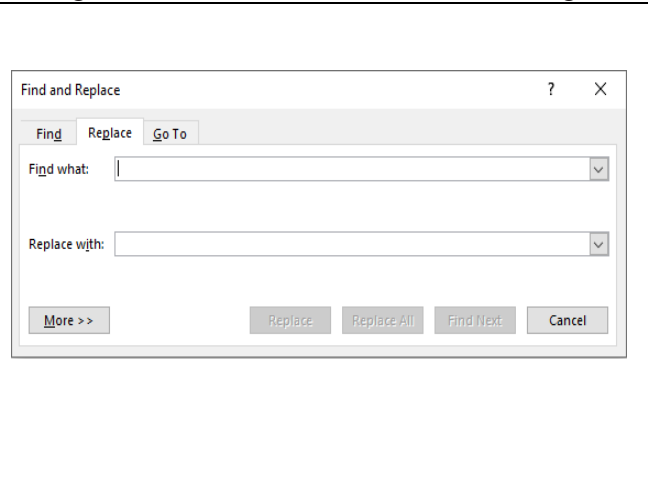 Find and Replace ?
Find Replace Go To
Find what:
Replace with:
More >> Replace Replace All Find Next Cancel